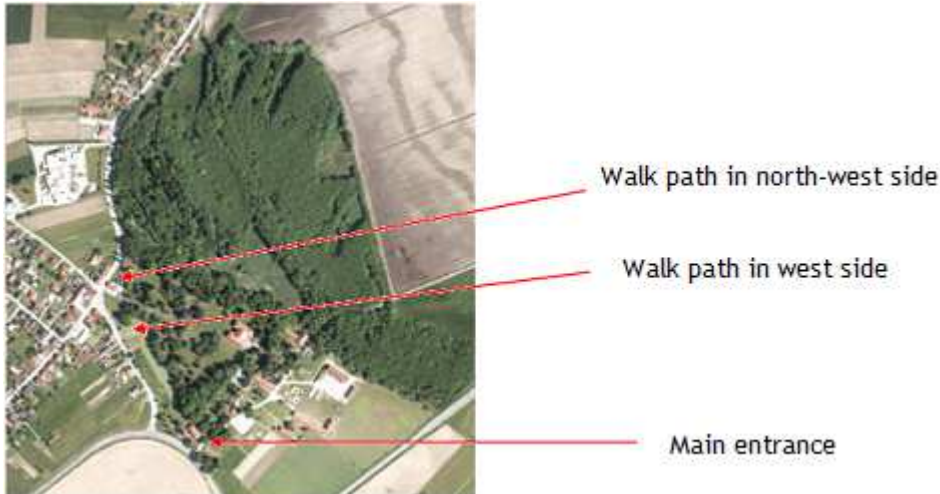 Walk path in north-west side
Walk path in west side
Main entrance